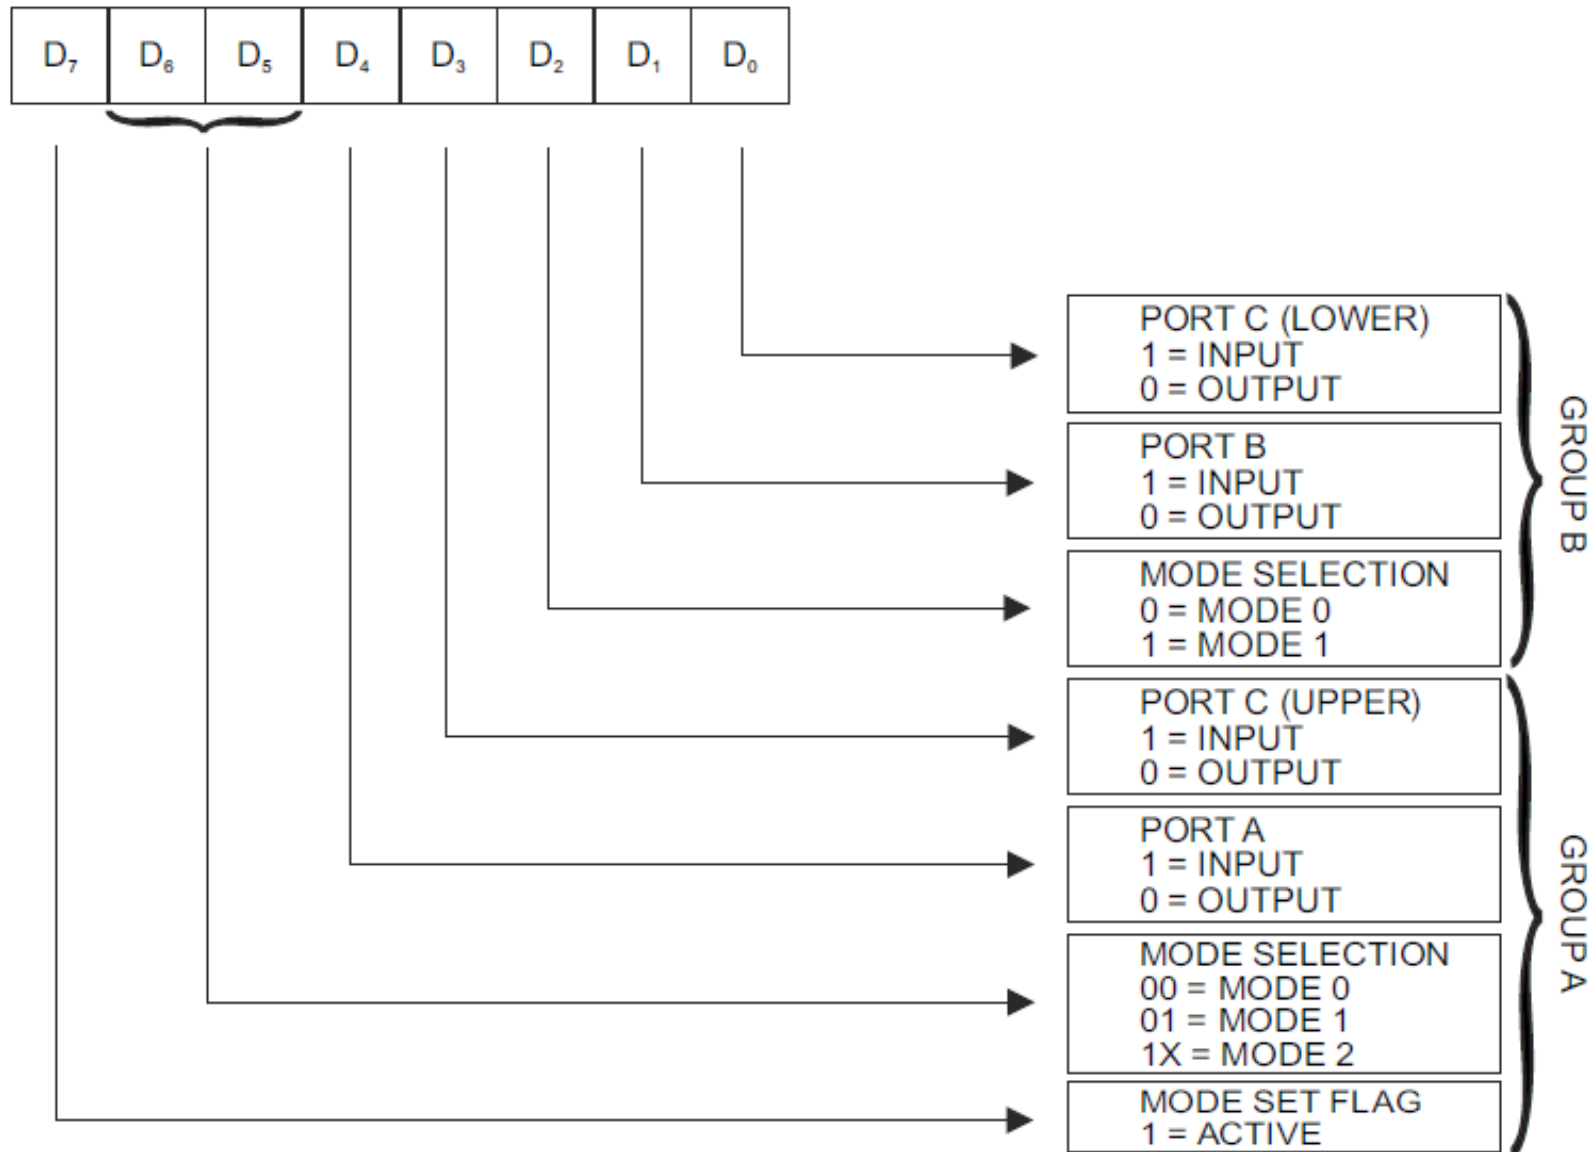 D₇ D₆ D₅ D₄ D₃ D₂ D₁ D₀
PORT C (LOWER)
1 = INPUT
0 = OUTPUT
PORT B
1 = INPUT
0 = OUTPUT
MODE SELECTION
0 = MODE 0
1 = MODE 1
GROUP B
PORT C (UPPER)
1 = INPUT
0 = OUTPUT
PORT A
1 = INPUT
0 = OUTPUT
MODE SELECTION
00 = MODE 0
01 = MODE 1
1X = MODE 2
MODE SET FLAG
1 = ACTIVE
GROUP A